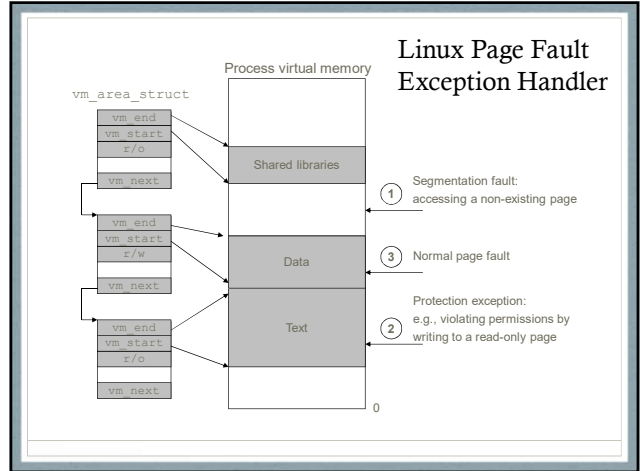 Linux Page Fault
Exception Handler
Process virtual memory
vm_area_struct
vm_end
vm_start
r/o
vm_next
vm_end
vm_start
r/w
vm_next
vm_end
vm_start
r/o
vm_next
Shared libraries
Data
Text
0
1
Segmentation fault:
accessing a non-existing page
3
Normal page fault
2
Protection exception:
e.g., violating permissions by
writing to a read-only page